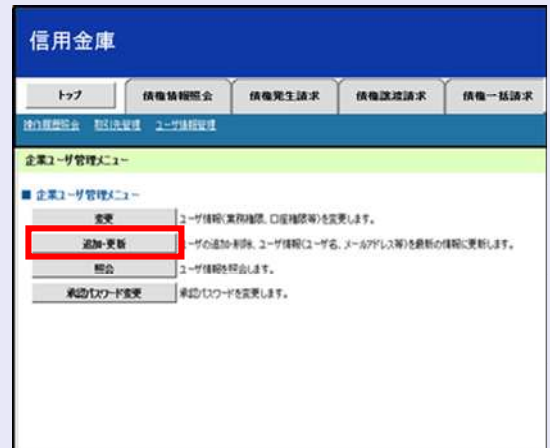 信用金庫
トップ 債権情報照会 債権発生請求 債権譲渡請求 債権一括請求
操作履歴照会 取引先管理 ユーザ情報管理
企業ユーザ管理メニュー
■ 企業ユーザ管理メニュー
変更 ユーザ情報(業務権限、口座権限等)を変更します。
追加・更新 ユーザの追加・削除、ユーザ情報(ユーザ名、メールアドレス等)を最新の情報に更新します。
照会 ユーザ情報を照会します。
承認パスワード変更 承認パスワードを変更します。